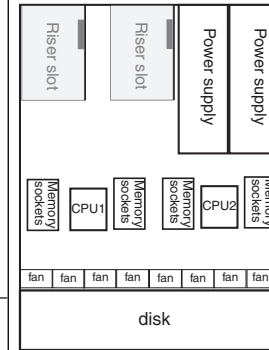 Riser slot
Riser slot
Power supply
Power supply
Memory
sockets
CPU1
Memory
sockets
Memory
sockets
CPU2
Memory
sockets
fan
fan
fan
fan
fan
fan
fan
fan
disk